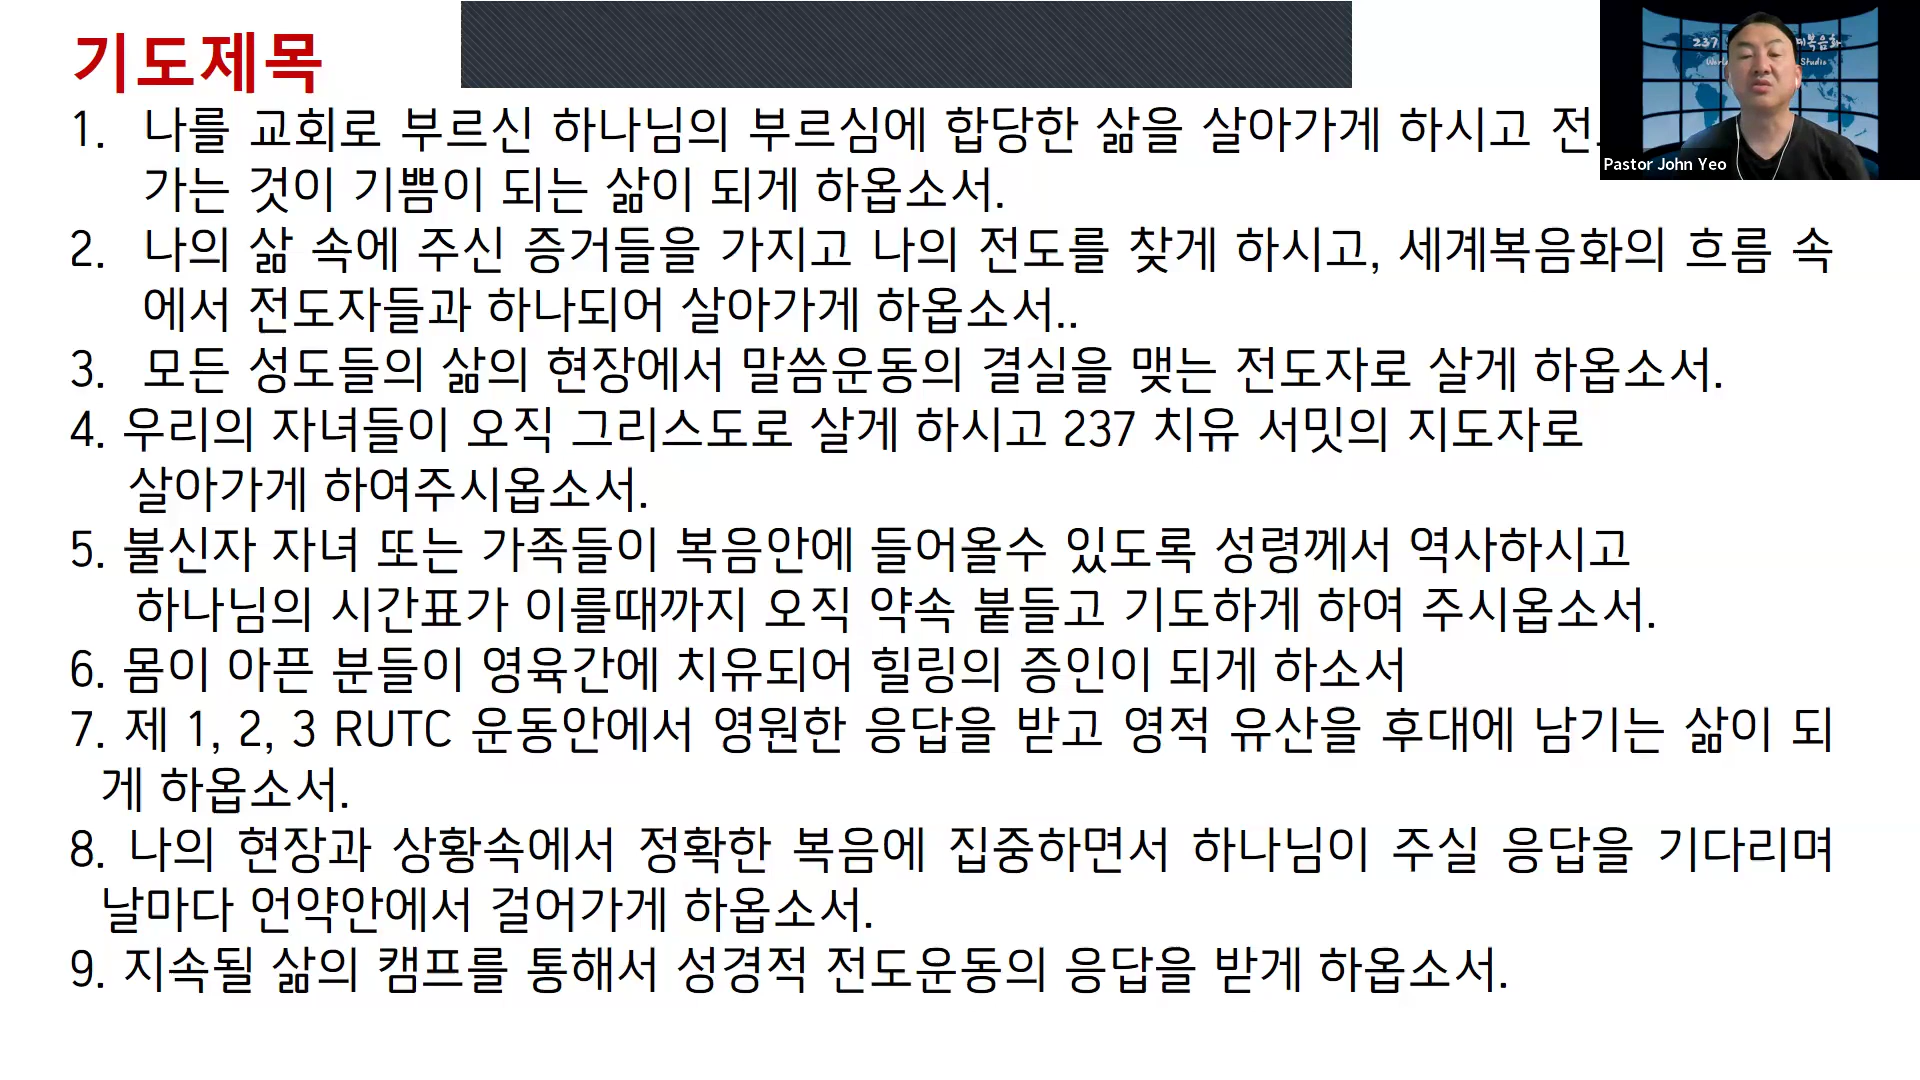 기도제목
1. 나를 교회로 부르신 하나님의 부르심에 합당한 삶을 살아가게 하시고
가는 것이 기쁨이 되는 삶이 되게 하옵소서.
2. 나의 삶 속에 주신 증거들을 가지고 나의 전도를 찾게 하시고, 세계복음화의 흐름 속
에서 전도자들과 하나되어 살아가게 하옵소서..
3. 모든 성도들의 삶의 현장에서 말씀운동의 결실을 맺는 전도자로 살게 하옵소서.
4. 우리의 자녀들이 오직 그리스도로 살게 하시고 237 치유 서밋의 지도자로
살아가게 하여주시옵소서.
5. 불신자 자녀 또는 가족들이 복음안에 들어올수 있도록 성령께서 역사하시고
하나님의 시간표가 이를때까지 오직 약속 붙들고 기도하게 하여 주시옵소서.
6. 몸이 아픈 분들이 영육간에 치유되어 힐링의 증인이 되게 하소서
7. 제 1, 2, 3 RUTC 운동안에서 영원한 응답을 받고 영적 유산을 후대에 남기는 삶이 되
게 하옵소서.
8. 나의 현장과 상황속에서 정확한 복음에 집중하면서 하나님이 주실 응답을 기다리며
날마다 언약안에서 걸어가게 하옵소서.
9. 지속될 삶의 캠프를 통해서 성경적 전도운동의 응답을 받게 하옵소서.
237
Studio
Pastor John Yeo